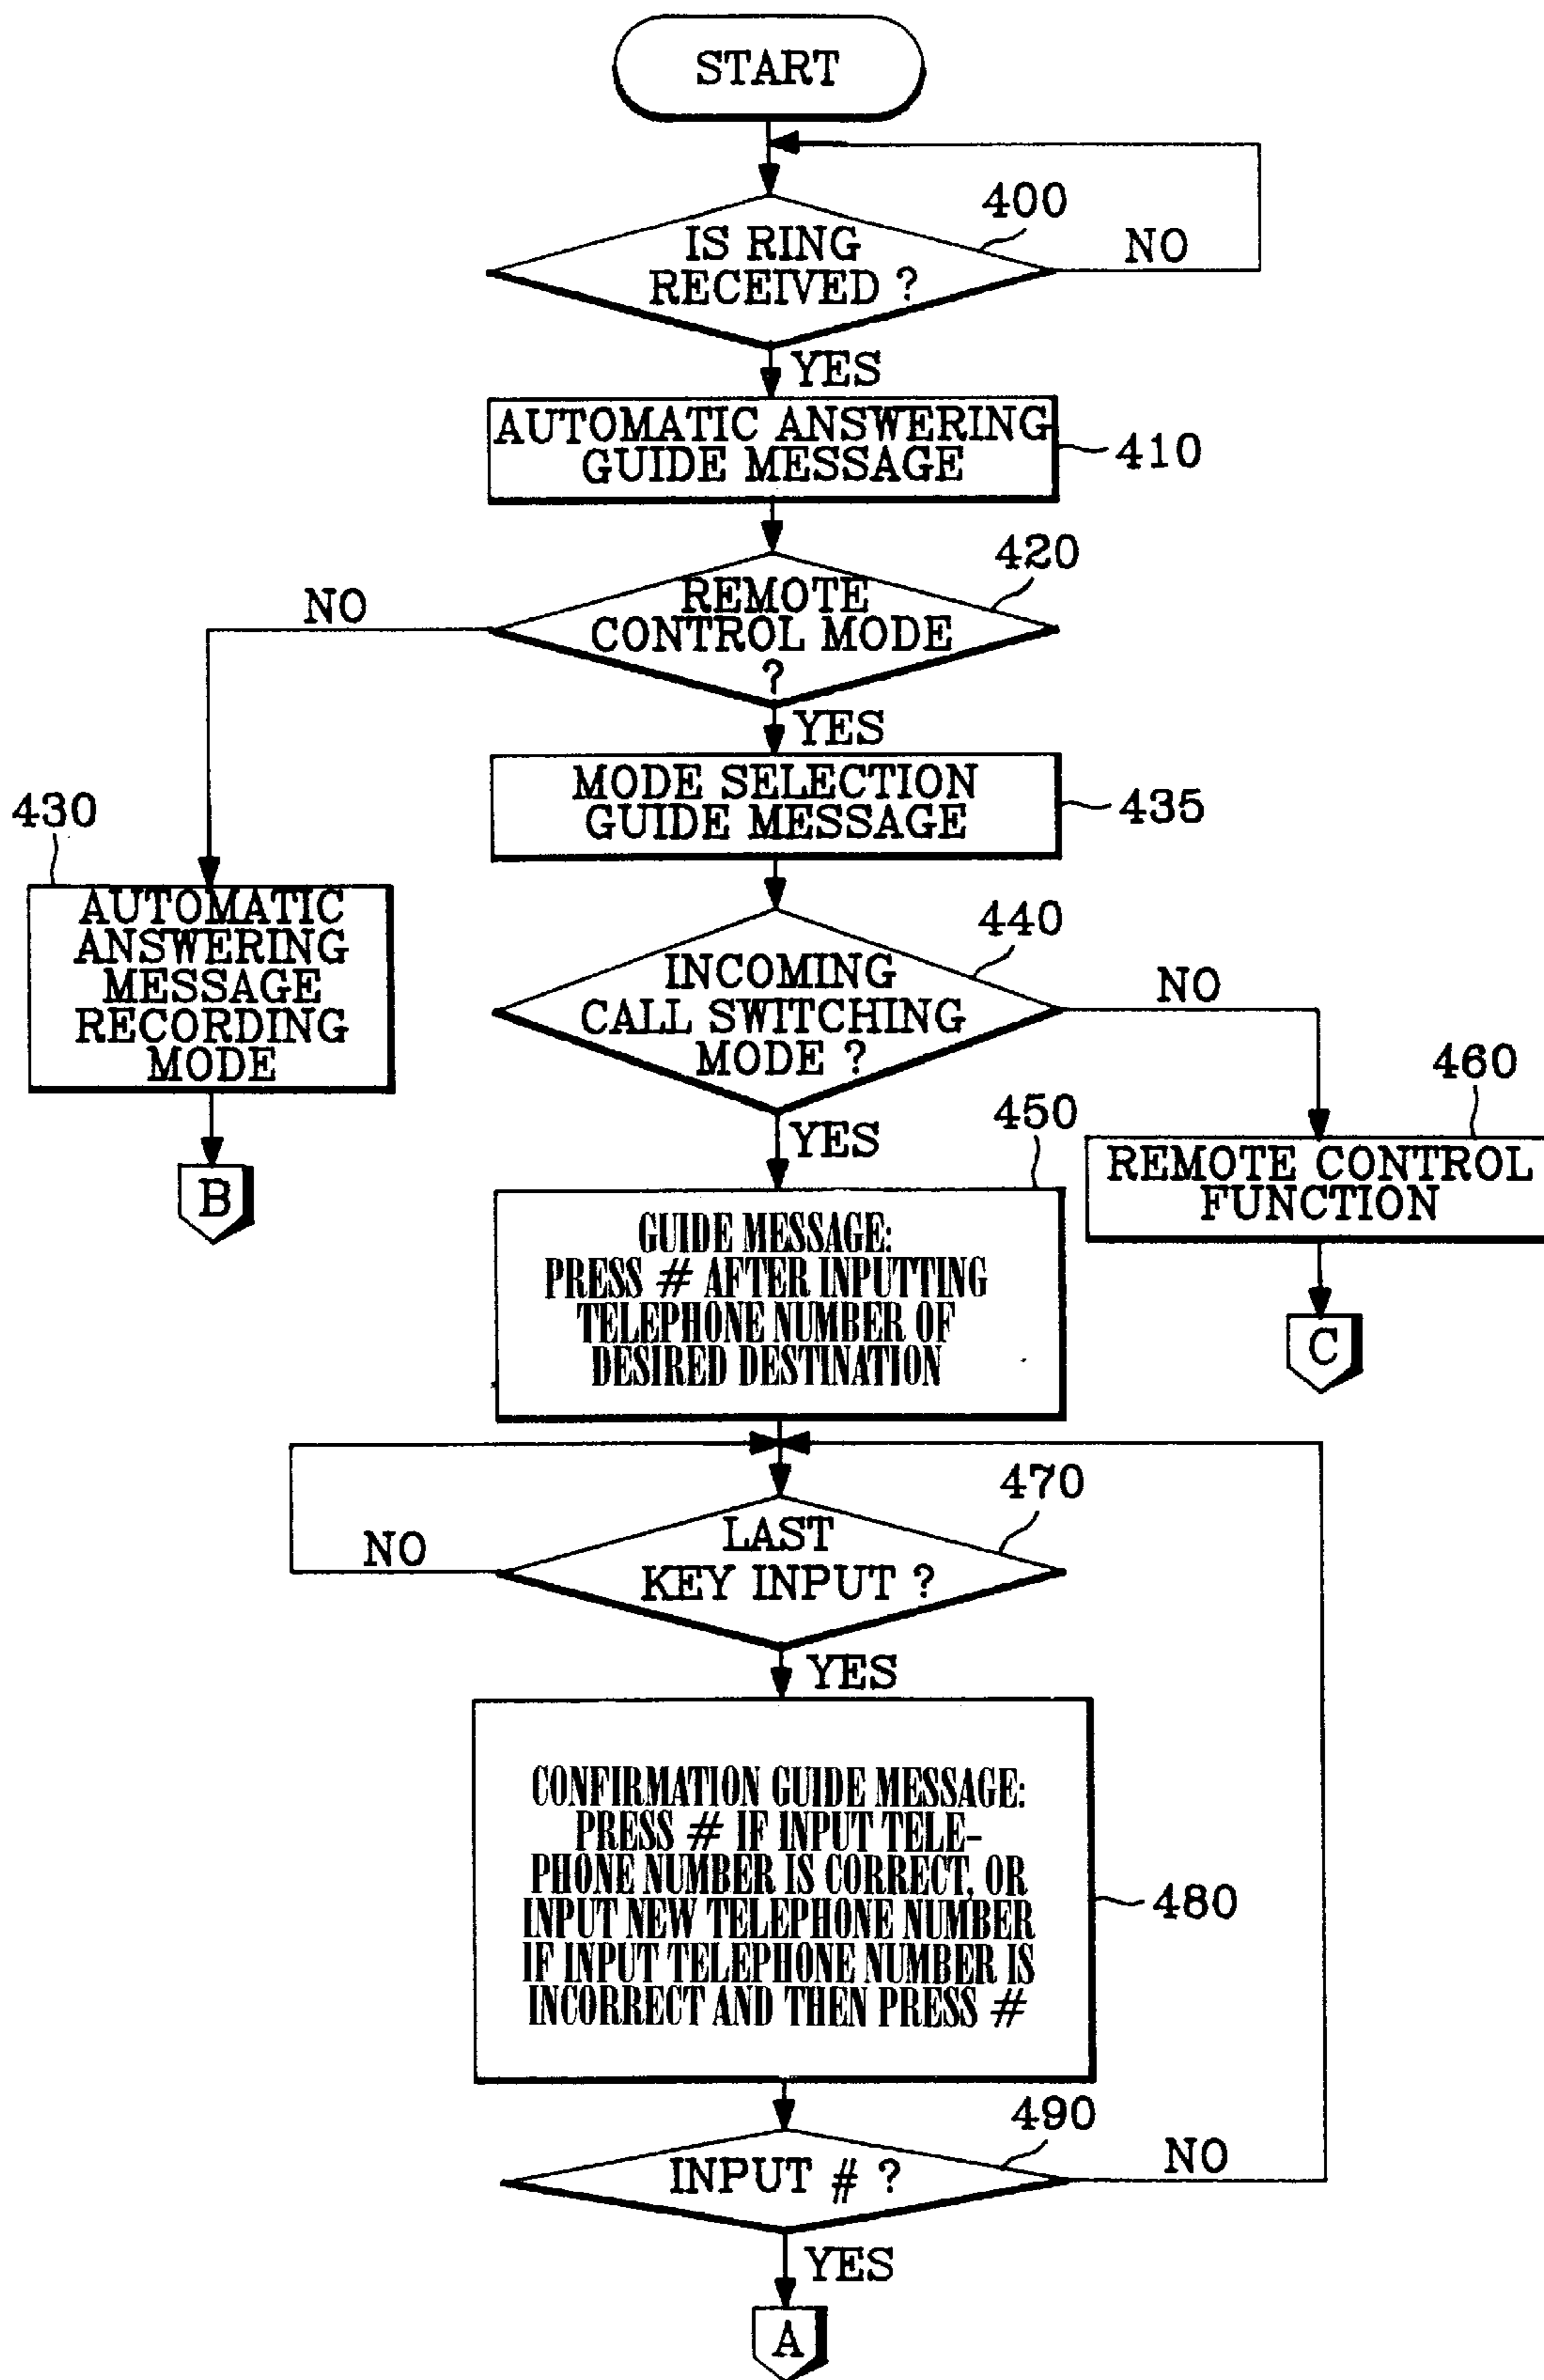 START
400
IS RING
RECEIVED ?
NO
YES
AUTOMATIC ANSWERING
GUIDE MESSAGE
410
420
REMOTE
CONTROL MODE
?
NO
YES
MODE SELECTION
GUIDE MESSAGE
435
430
AUTOMATIC
ANSWERING
MESSAGE
RECORDING
MODE
B
440
INCOMING
CALL SWITCHING
MODE ?
NO
YES
460
REMOTE CONTROL
FUNCTION
C
450
GUIDE MESSAGE:
PRESS # AFTER INPUTTING
TELEPHONE NUMBER OF
DESIRED DESTINATION
470
LAST
KEY INPUT ?
NO
YES
CONFIRMATION GUIDE MESSAGE:
PRESS # IF INPUT TELE-
PHONE NUMBER IS CORRECT, OR
INPUT NEW TELEPHONE NUMBER
IF INPUT TELEPHONE NUMBER IS
INCORRECT AND THEN PRESS #
480
490
INPUT # ?
NO
YES
A